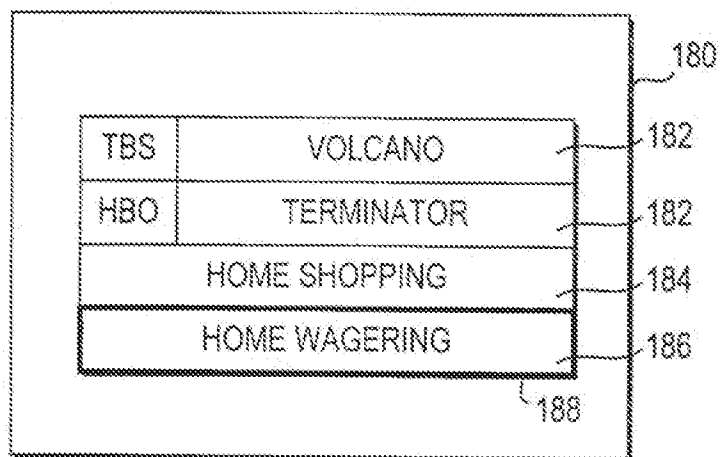 180
TBS VOLCANO 182
HBO TERMINATOR 182
HOME SHOPPING 184
HOME WAGERING 186
188